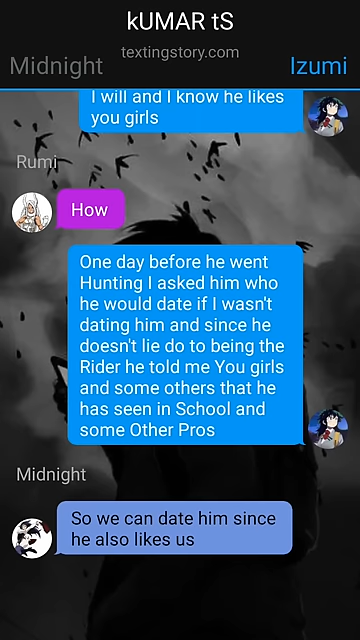 kUMAR tS
textingstory.com
Midnight
Izumi
I will and I know he likes
you girls
Rumi
How
One day before he went
Hunting I asked him who
he would date if I wasn't
dating him and since he
doesn't lie do to being the
Rider he told me You girls
and some others that he
has seen in School and
some Other Pros
Midnight
So we can date him since
he also likes us